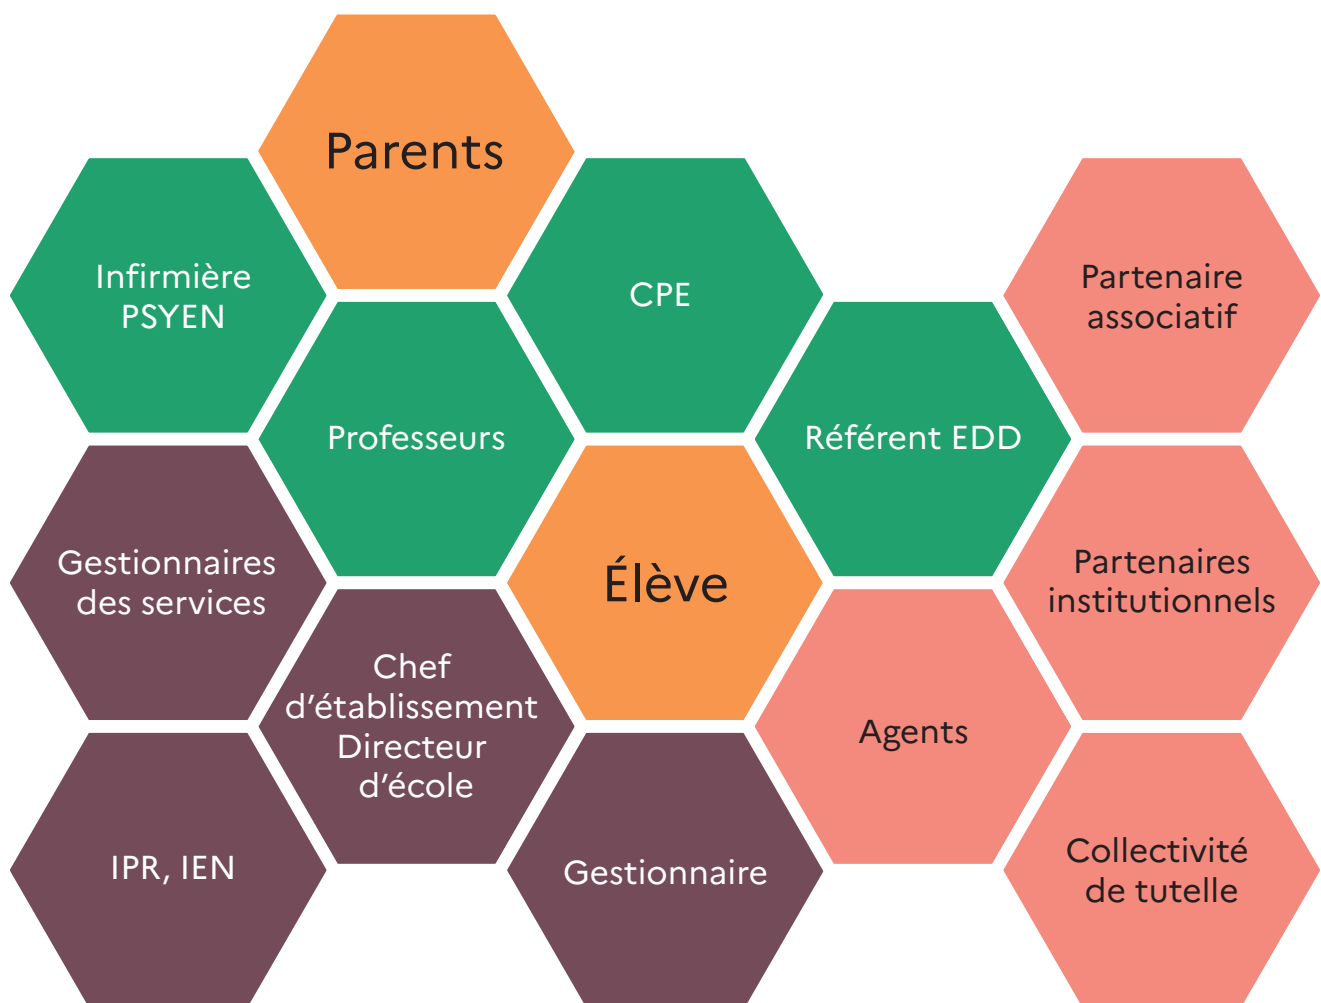 Parents
Infirmière
PSYEN
CPE
Partenaire
associatif
Professeurs
Référent EDD
Gestionnaires
des services
Élève
Partenaires
institutionnels
Chef
d’établissement
Directeur
d’école
Agents
IPR, IEN
Gestionnaire
Collectivité
de tutelle